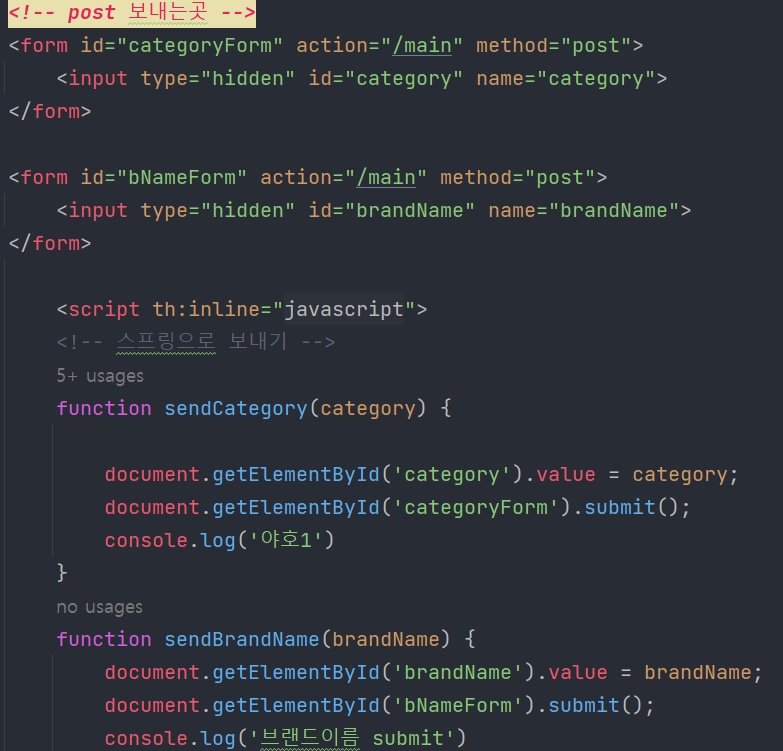 <!-- post 보내는곳 -->
<form id="categoryForm" action="/main" method="post">
<input type="hidden" id="category" name="category">
</form>
<form id="bNameForm" action="/main" method="post">
<input type="hidden" id="brandName" name="brandName">
</form>
<script th:inline="javascript">
<!-- 스프링으로 보내기 -->
5+ usages
function sendCategory(category) {
document.getElementById('category').value = category;
document.getElementById('categoryForm').submit();
console.log('야호1')
}
no usages
function sendBrandName(brandName) {
document.getElementById('brandName').value = brandName;
document.getElementById('bNameForm').submit();
console.log('브랜드이름 submit')